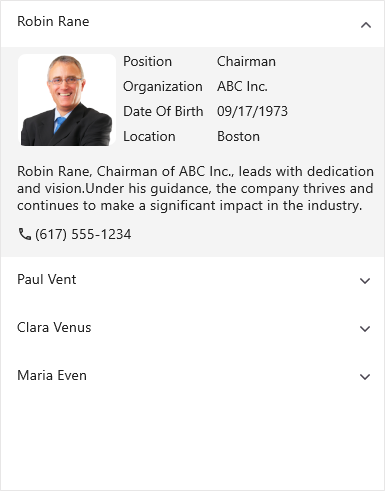 Robin Rane
Position Chairman
Organization ABC Inc.
Date Of Birth 09/17/1973
Location Boston
Robin Rane, Chairman of ABC Inc., leads with dedication
and vision.Under his guidance, the company thrives and
continues to make a significant impact in the industry.
(617) 555-1234
Paul Vent
Clara Venus
Maria Even